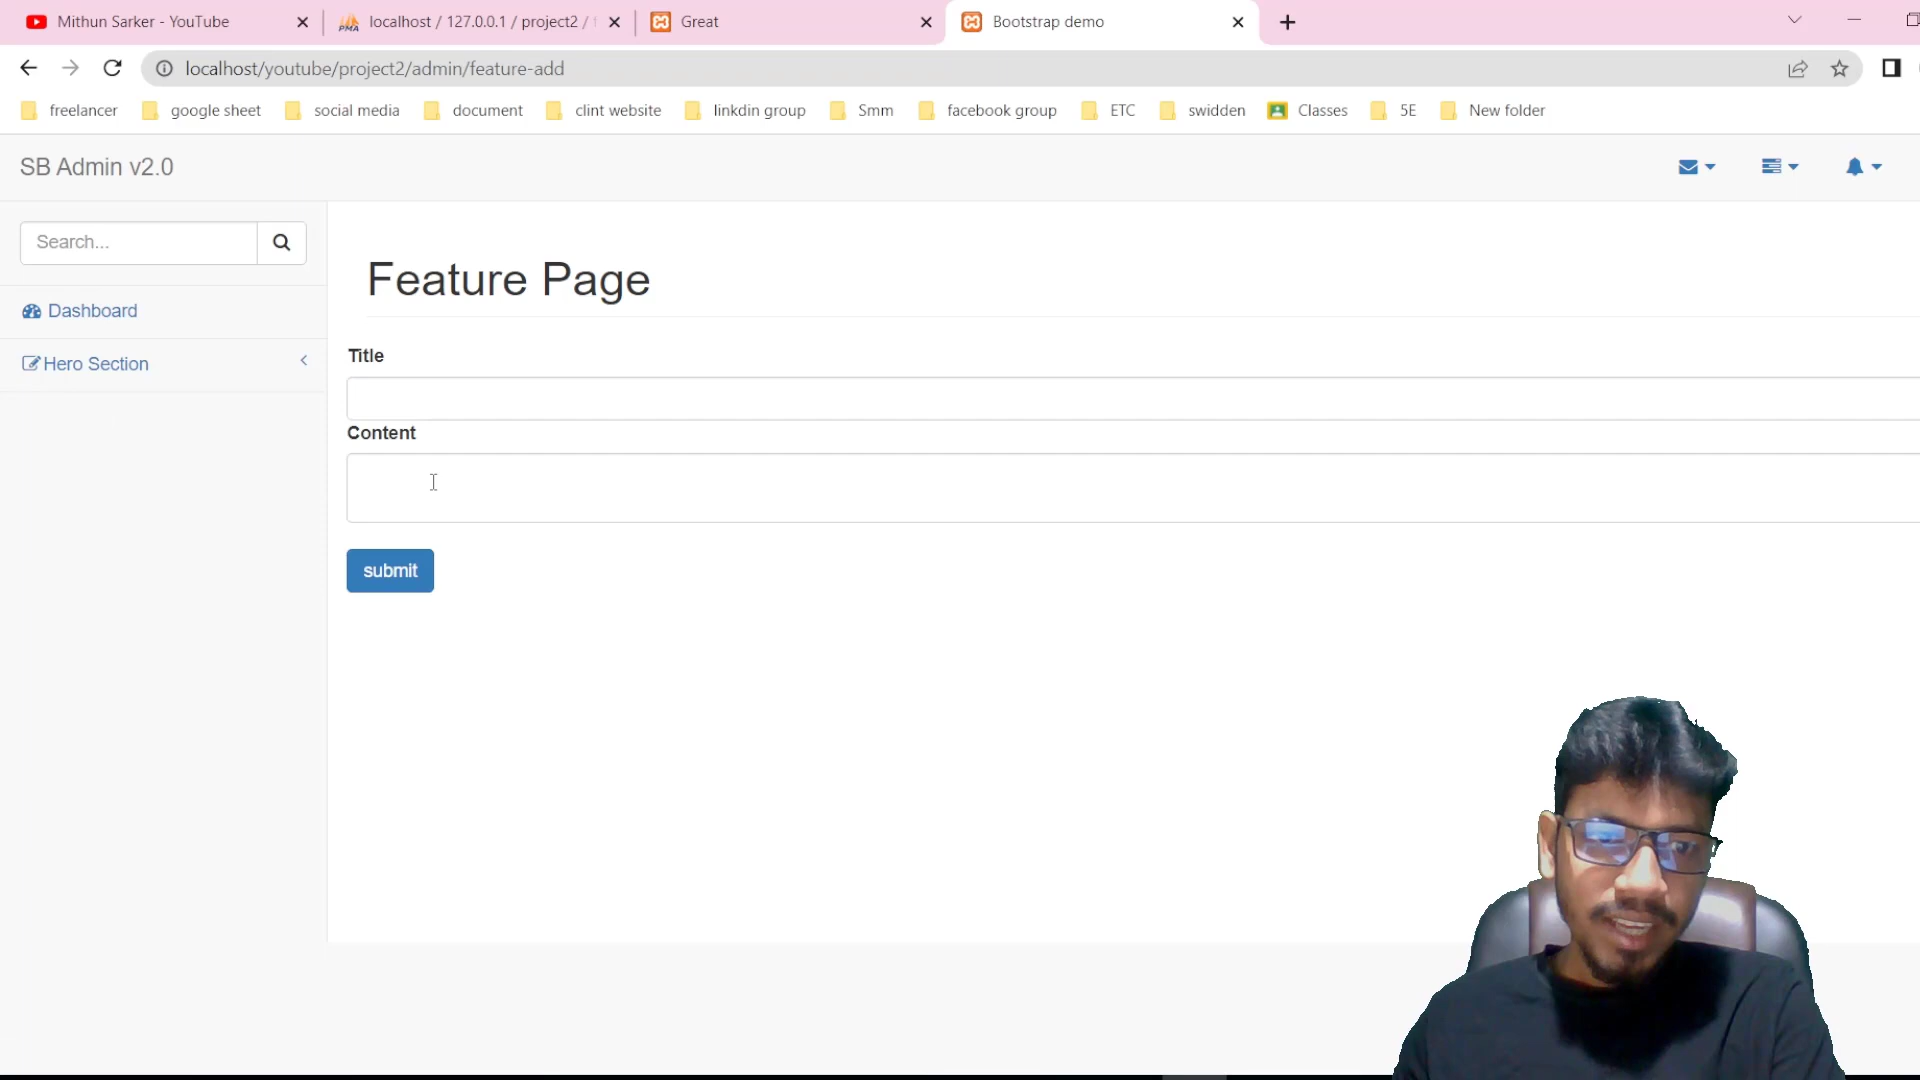 Mithun Sarker - YouTube
localhost / 127.0.0.1 / project2 /
Great
Bootstrap demo
localhost/youtube/project2/admin/feature-add
freelancer google sheet social media document clint website linkdin group Smm facebook group ETC swidden Classes 5E New folder
SB Admin v2.0
Search...
Dashboard
Hero Section
Feature Page
Title
Content
submit